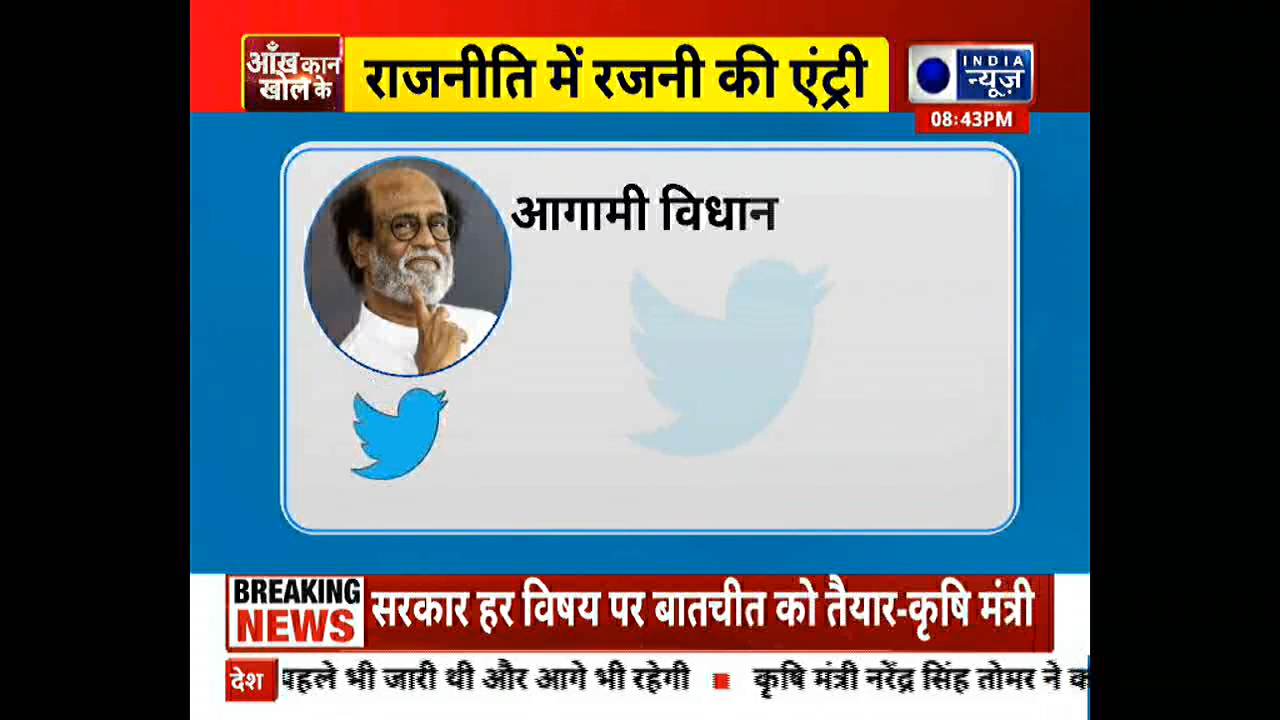 आँख कान
खोल के
राजनीति में रजनी की एंट्री
INDIA
न्यूज़
08:43PM
आगामी विधान
BREAKING
NEWS
सरकार हर विषय पर बातचीत को तैयार-कृषि मंत्री
देश
पहले भी जारी थी और आगे भी रहेगी ■ कृषि मंत्री नरेंद्र सिंह तोमर ने